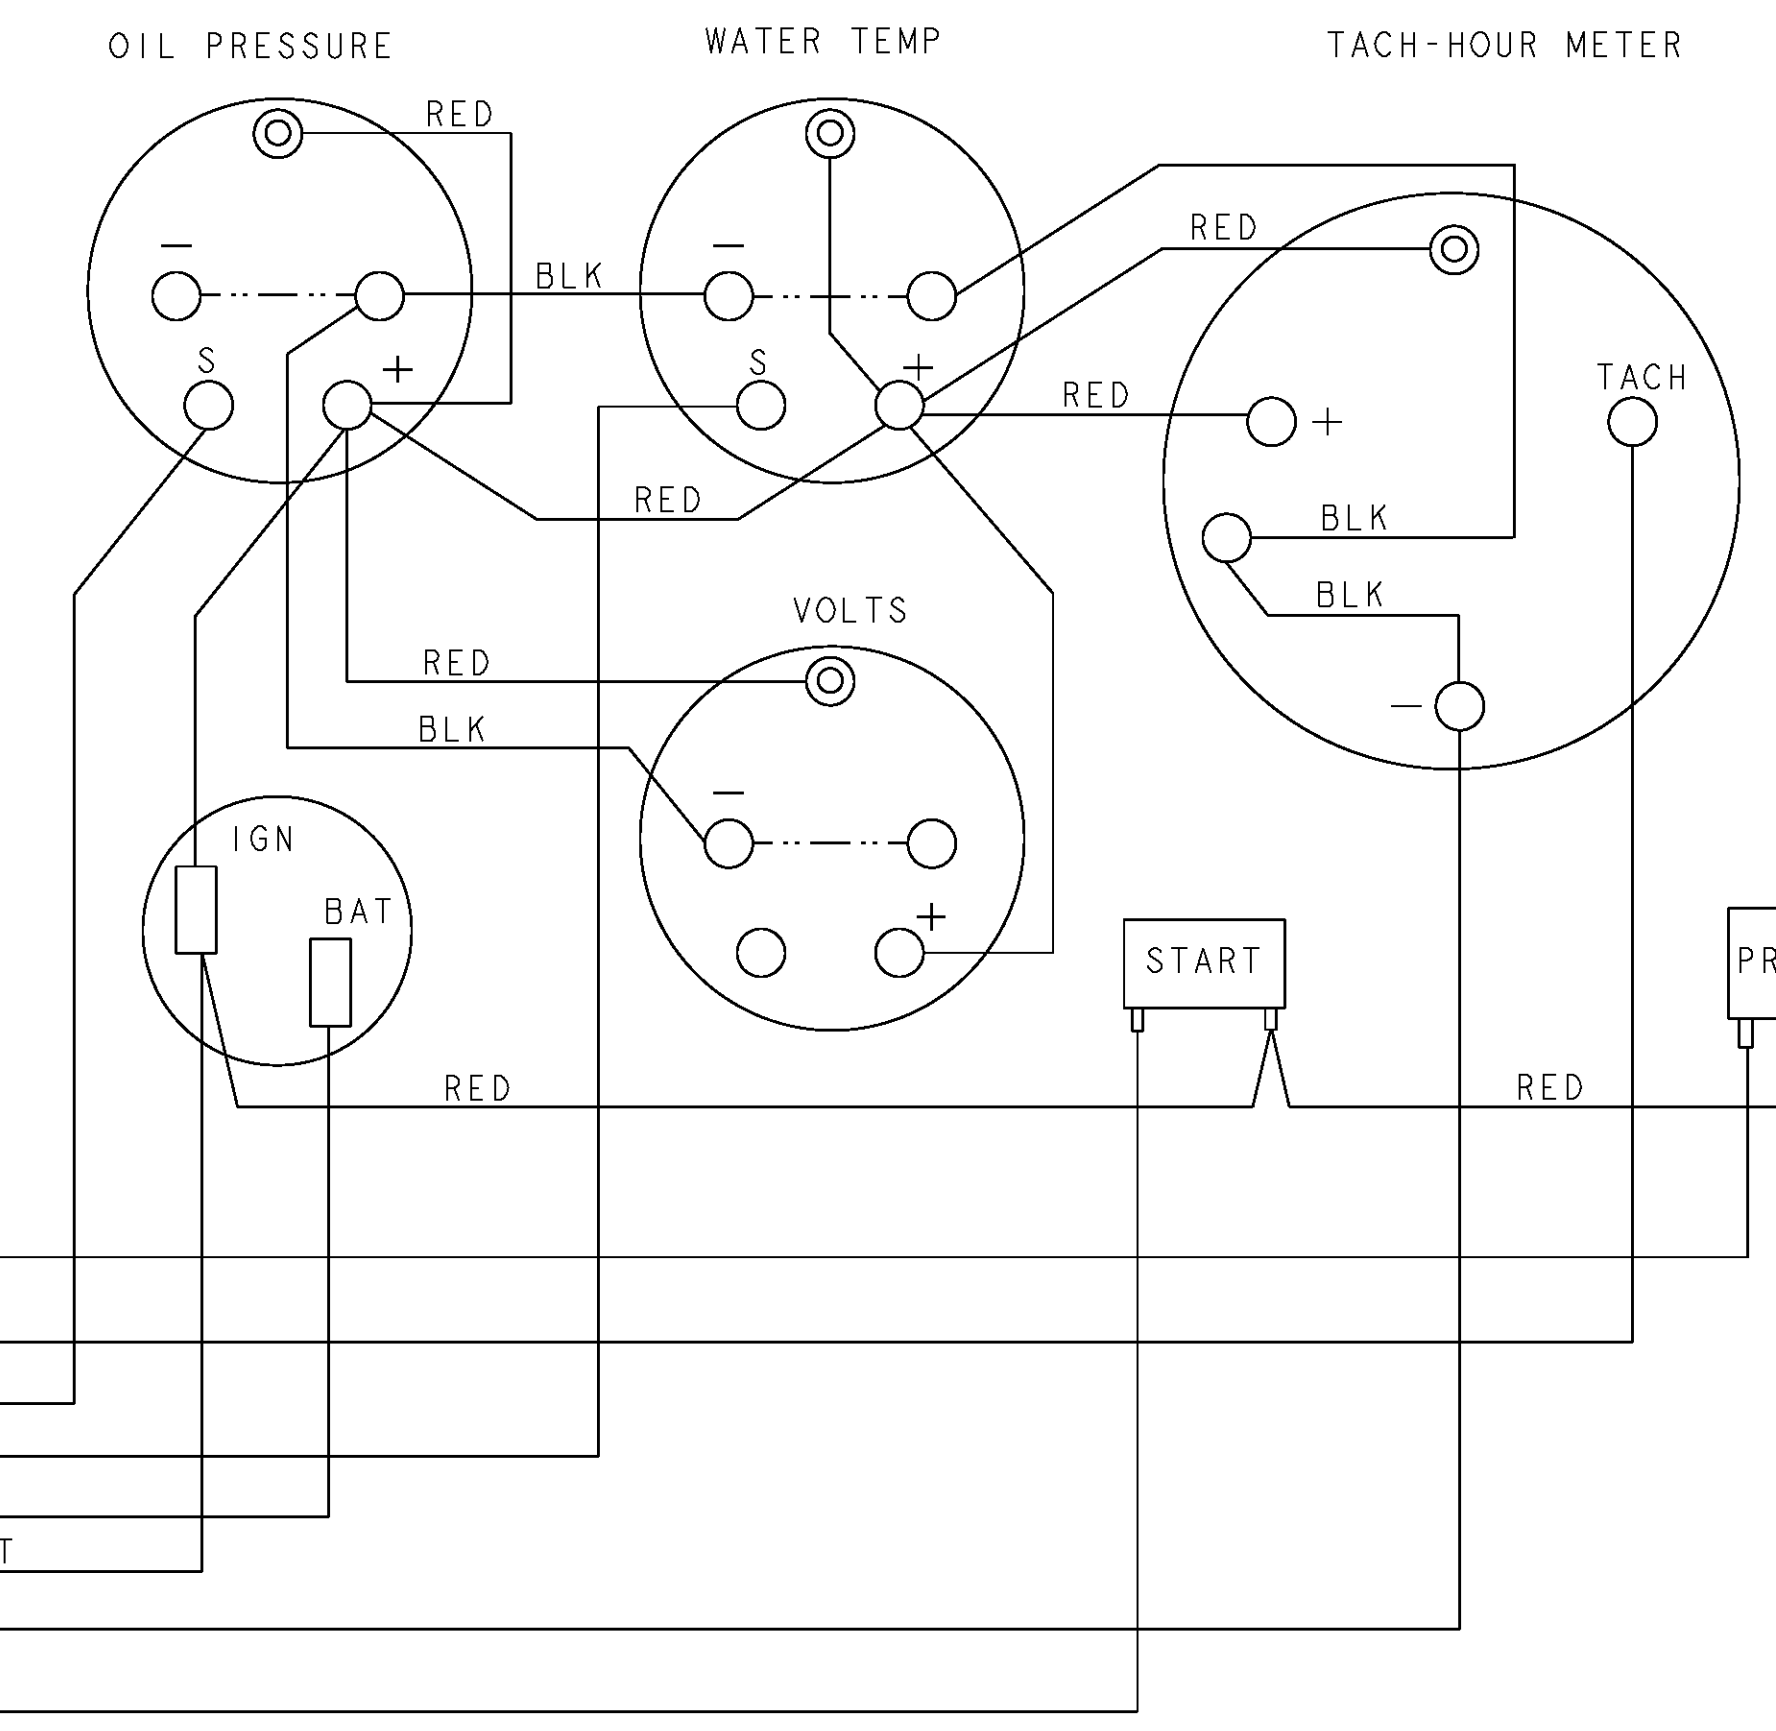 OIL PRESSURE
WATER TEMP
TACH-HOUR METER
RED
RED
−
BLK
−
S
+
S
+
RED
+
TACH
RED
BLK
BLK
VOLTS
RED
BLK
−
−
IGN
BAT
+
START
PR
RED
RED
T